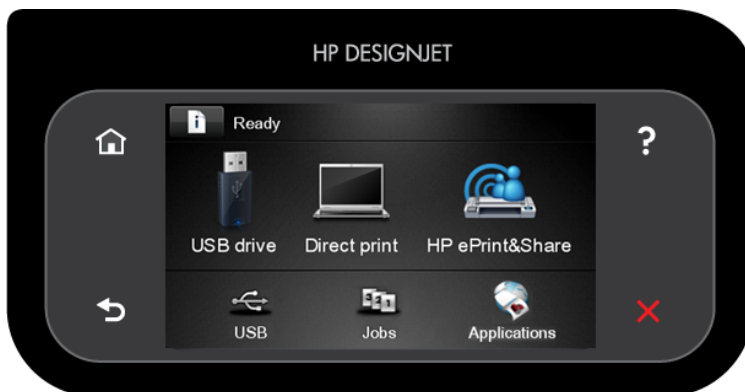 HP DESIGNJET
Ready
USB drive Direct print HP ePrint&Share
USB Jobs Applications